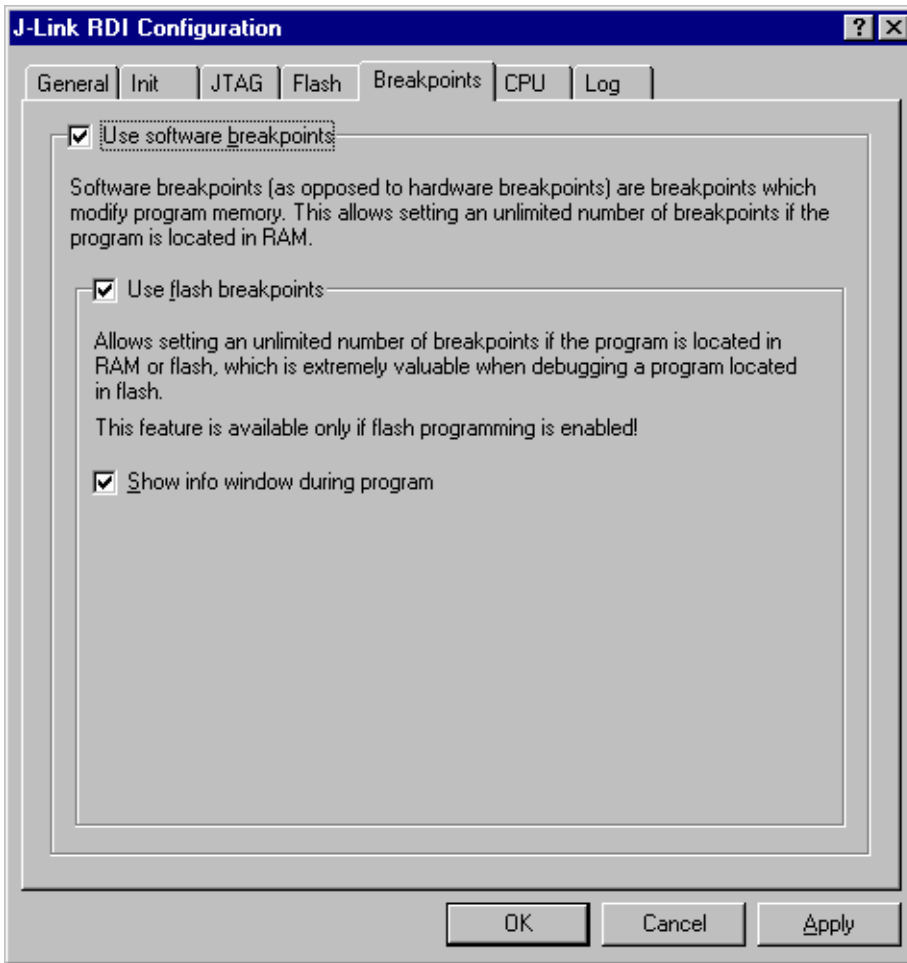 J-Link RDI Configuration
General Init JTAG Flash Breakpoints CPU Log
Use software breakpoints
Software breakpoints (as opposed to hardware breakpoints) are breakpoints which
modify program memory. This allows setting an unlimited number of breakpoints if the
program is located in RAM.
Use flash breakpoints
Allows setting an unlimited number of breakpoints if the program is located in
RAM or flash, which is extremely valuable when debugging a program located
in flash.
This feature is available only if flash programming is enabled!
Show info window during program
OK Cancel Apply